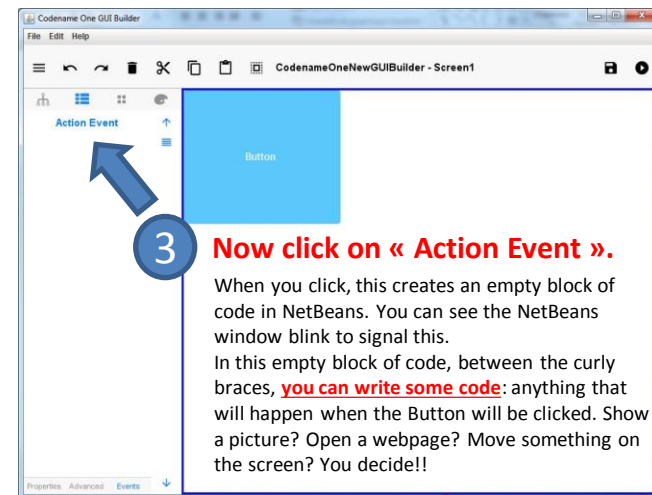 Codename One GUI Builder
File Edit Help
CodenameOneNewGUIBuilder - Screen1
Action Event
Button
3
Now click on « Action Event ».
When you click, this creates an empty block of
code in NetBeans. You can see the NetBeans
window blink to signal this.
In this empty block of code, between the curly
braces, you can write some code: anything that
will happen when the Button will be clicked. Show
a picture? Open a webpage? Move something on
the screen? You decide!!
Properties Advanced Events